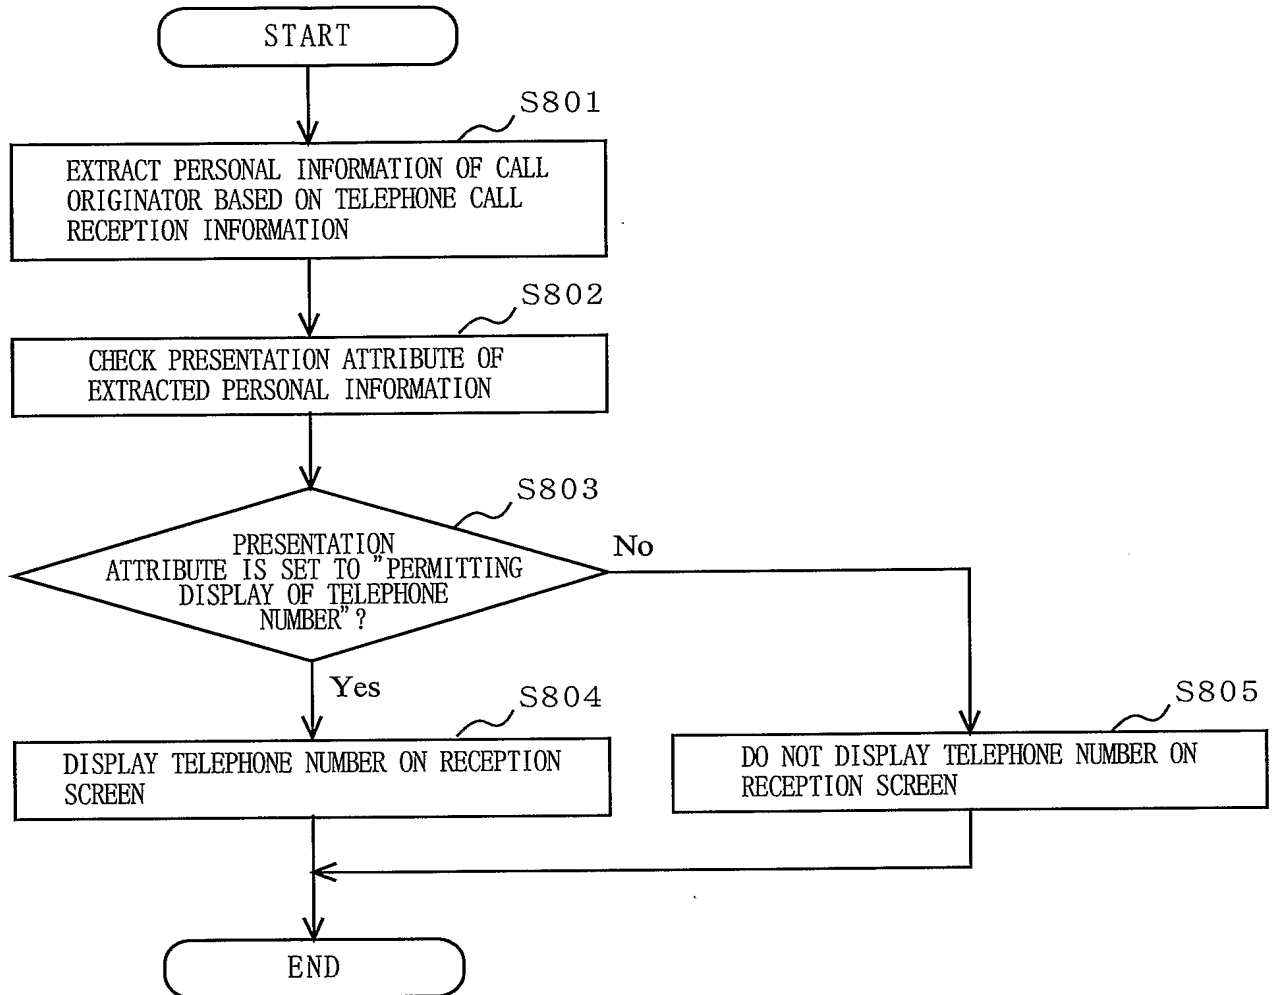 START
S801
EXTRACT PERSONAL INFORMATION OF CALL
ORIGINATOR BASED ON TELEPHONE CALL
RECEPTION INFORMATION
S802
CHECK PRESENTATION ATTRIBUTE OF
EXTRACTED PERSONAL INFORMATION
S803
PRESENTATION
ATTRIBUTE IS SET TO "PERMITTING
DISPLAY OF TELEPHONE
NUMBER"?
No
Yes
S804
DISPLAY TELEPHONE NUMBER ON RECEPTION
SCREEN
S805
DO NOT DISPLAY TELEPHONE NUMBER ON
RECEPTION SCREEN
END